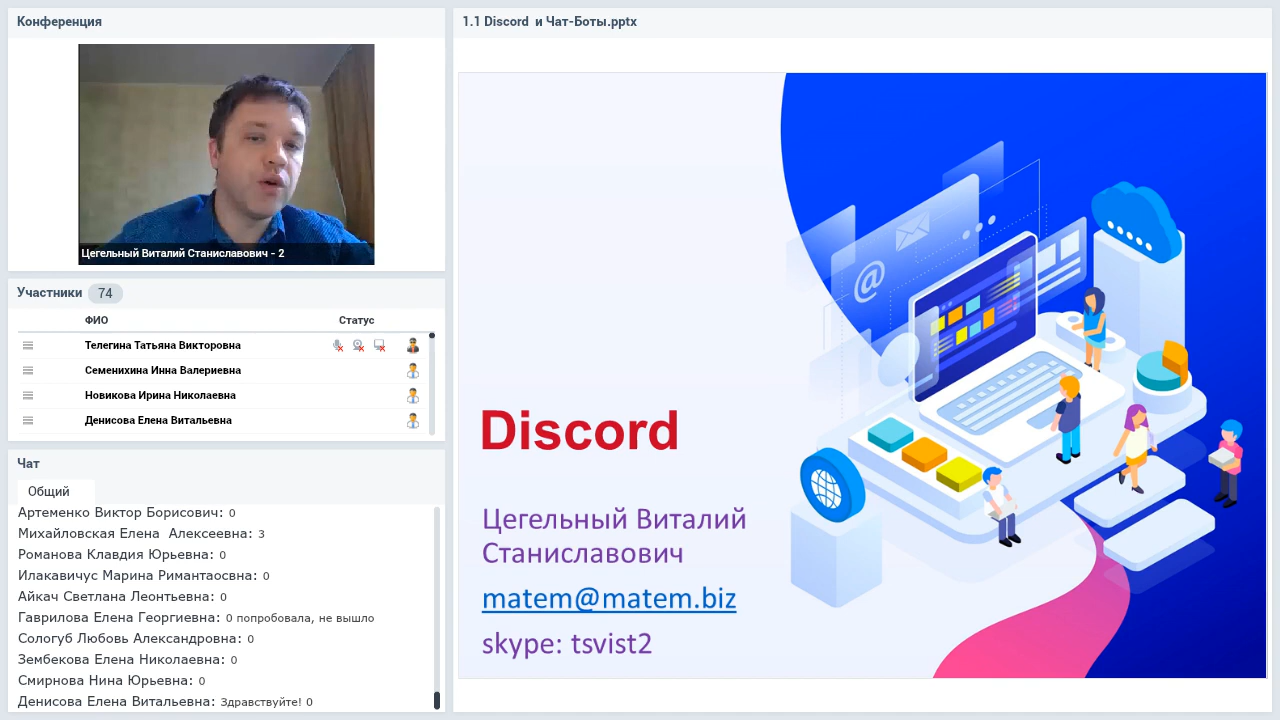 Конференция
Цегельный Виталий Станиславович - 2
Участники 74
ФИО Статус
Телегина Татьяна Викторовна
Семенихина Инна Валериевна
Новикова Ирина Николаевна
Денисова Елена Витальевна
Чат
Общий
Артеменко Виктор Борисович: 0
Михайловская Елена  Алексеевна: 3
Романова Клавдия Юрьевна: 0
Илакавичус Марина Римантаосвна: 0
Айкач Светлана Леонтьевна: 0
Гаврилова Елена Георгиевна: 0 попробовала, не вышло
Сологуб Любовь Александровна: 0
Зембекова Елена Николаевна: 0
Смирнова Нина Юрьевна: 0
Денисова Елена Витальевна: Здравствуйте! 0
1.1 Discord  и Чат-Боты.pptx
@
Discord
Цегельный Виталий
Станиславович
matem@matem.biz
skype: tsvist2